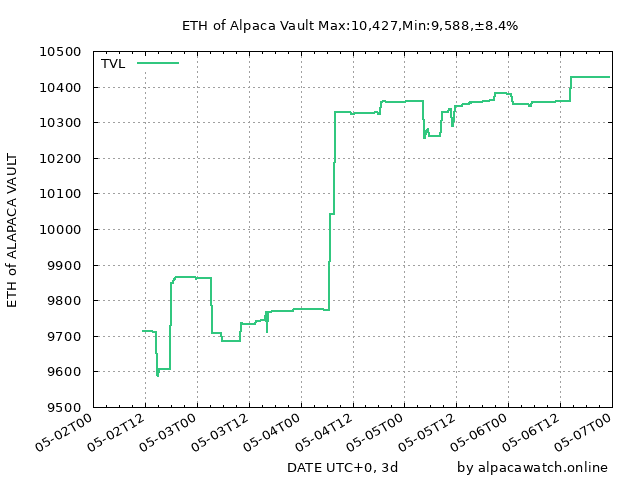 ETH of Alpaca Vault Max:10,427,Min:9,588,±8.4%
10500
10400
10300
10200
10100
10000
9900
9800
9700
9600
9500
ETH of ALAPACA VAULT
TVL
05-02T00
05-02T12
05-03T00
05-03T12
05-04T00
05-04T12
05-05T00
05-05T12
05-06T00
05-06T12
05-07T00
DATE UTC+0, 3d
by alpacawatch.online